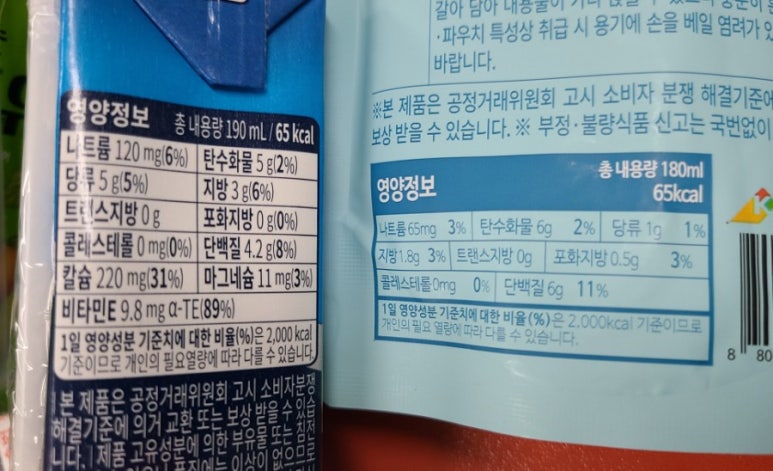 영양정보 총 내용량 190 mL / 65 kcal
나트륨 120 mg(6%) 탄수화물 5 g(2%)
당류 5 g(5%) 지방 3 g(6%)
트랜스지방 0 g 포화지방 0 g(0%)
콜레스테롤 0 mg(0%) 단백질 4.2 g(8%)
칼슘 220 mg(31%) 마그네슘 11 mg(3%)
비타민E 9.8 mg α-TE(89%)
1일 영양성분 기준치에 대한 비율(%)은 2,000 kcal
기준이므로 개인의 필요열량에 따라 다를 수 있습니다.
본 제품은 공정거래위원회 고시 소비자분쟁
해결기준에 의거 교환 또는 보상 받을 수 있습
니다. 제품 고유성분에 의한 부유물 또는 침전
이상이 없으므로
갈아 담아 내용물이
·파우치 특성상 취급 시 용기에 손을 베일 염려가
바랍니다.
※본 제품은 공정거래위원회 고시 소비자 분쟁 해결기준에
보상 받을 수 있습니다. ※ 부정·불량식품 신고는 국번없이
영양정보 총 내용량 180ml
65kcal
나트륨 65mg 3% 탄수화물 6g 2% 당류 1g 1%
지방1.8g 3% 트랜스지방 0g 포화지방 0.5g 3%
콜레스테롤 0mg 0% 단백질 6g 11%
1일 영양성분 기준치에 대한 비율(%)은 2,000kcal 기준이므로
개인의 필요 열량에 따라 다를 수 있습니다.
8 80